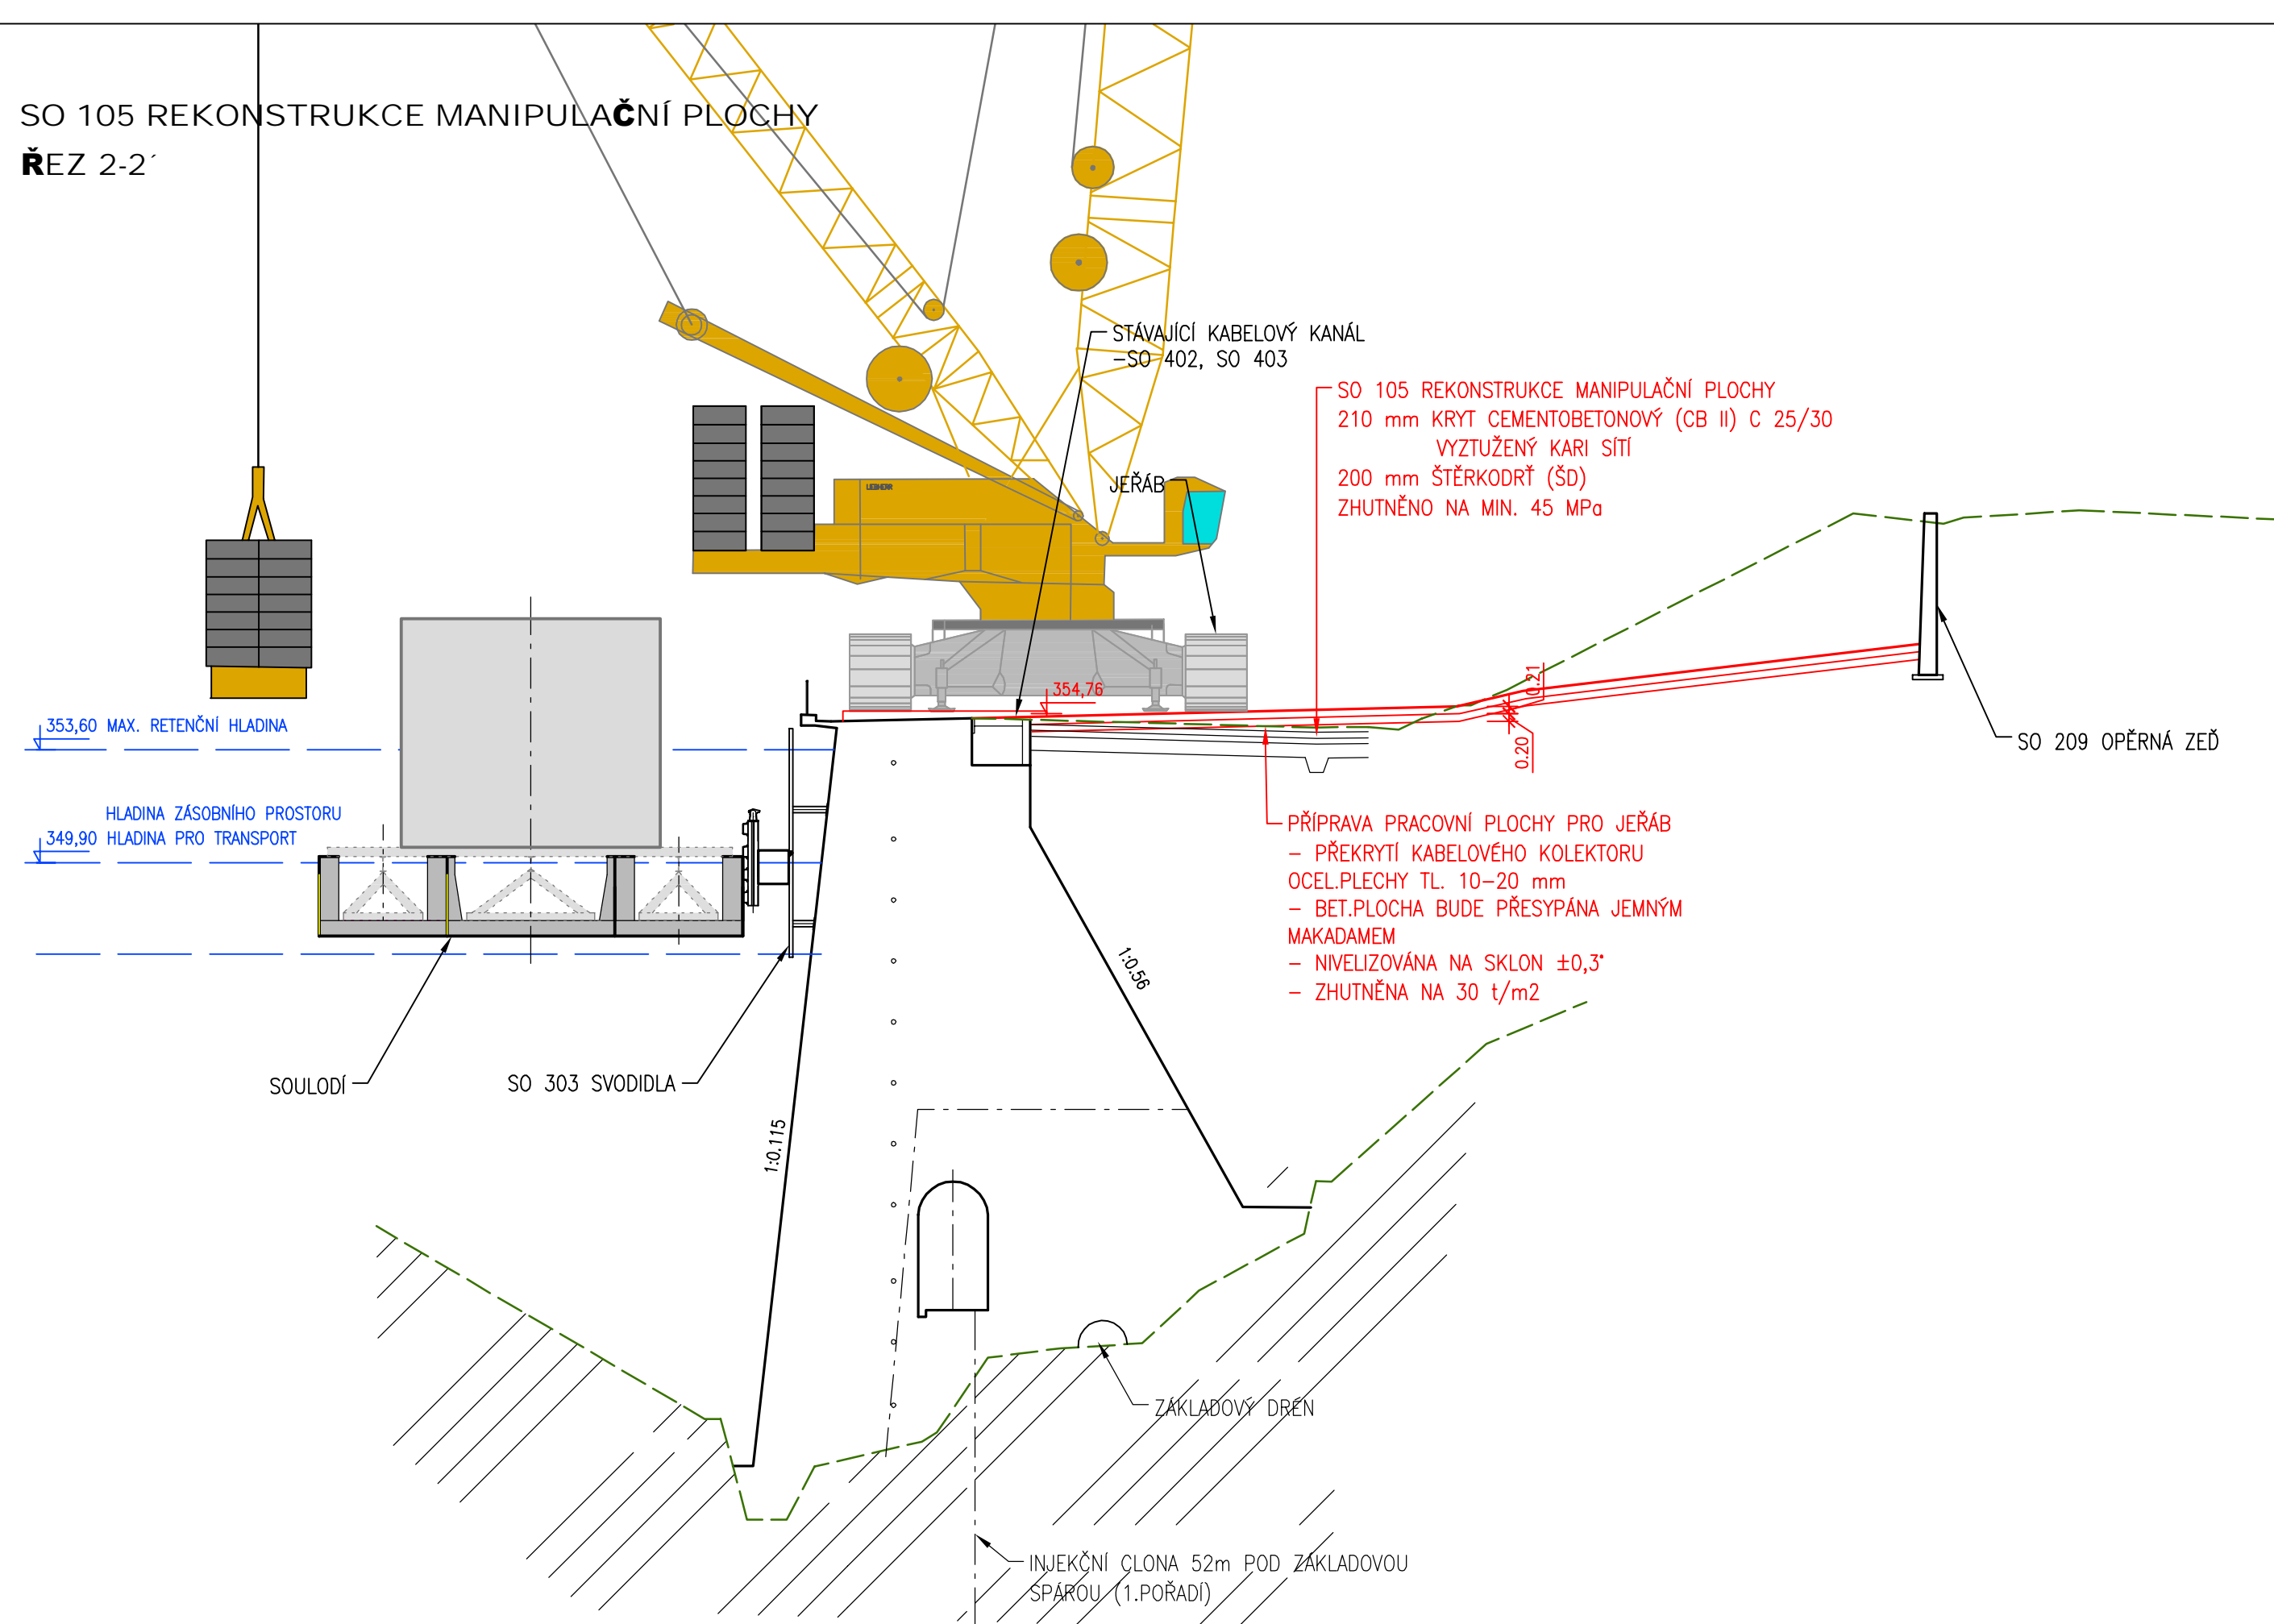 SO 105 REKONSTRUKCE MANIPULAČNÍ PLOCHY
ŘEZ 2-2´
STÁVAJÍCÍ KABELOVÝ KANÁL
-SO 402, SO 403
SO 105 REKONSTRUKCE MANIPULAČNÍ PLOCHY
210 mm KRYT CEMENTOBETONOVÝ (CB II) C 25/30
VYZTUŽENÝ KARI SÍTÍ
200 mm ŠTĚRKODRŤ (ŠD)
ZHUTNĚNO NA MIN. 45 MPa
JEŘÁB
LIEBHERR
354,76
0.21
0.20
353,60 MAX. RETENČNÍ HLADINA
SO 209 OPĚRNÁ ZEĎ
HLADINA ZÁSOBNÍHO PROSTORU
349,90 HLADINA PRO TRANSPORT
PŘÍPRAVA PRACOVNÍ PLOCHY PRO JEŘÁB
- PŘEKRYTÍ KABELOVÉHO KOLEKTORU
OCEL.PLECHY TL. 10-20 mm
- BET.PLOCHA BUDE PŘESYPÁNA JEMNÝM
MAKADAMEM
- NIVELIZOVÁNA NA SKLON ±0,3°
- ZHUTNĚNA NA 30 t/m2
1:0.56
SOULODÍ
SO 303 SVODIDLA
1:0.115
ZÁKLADOVÝ DRÉN
INJEKČNÍ CLONA 52m POD ZÁKLADOVOU
SPÁROU (1.POŘADÍ)